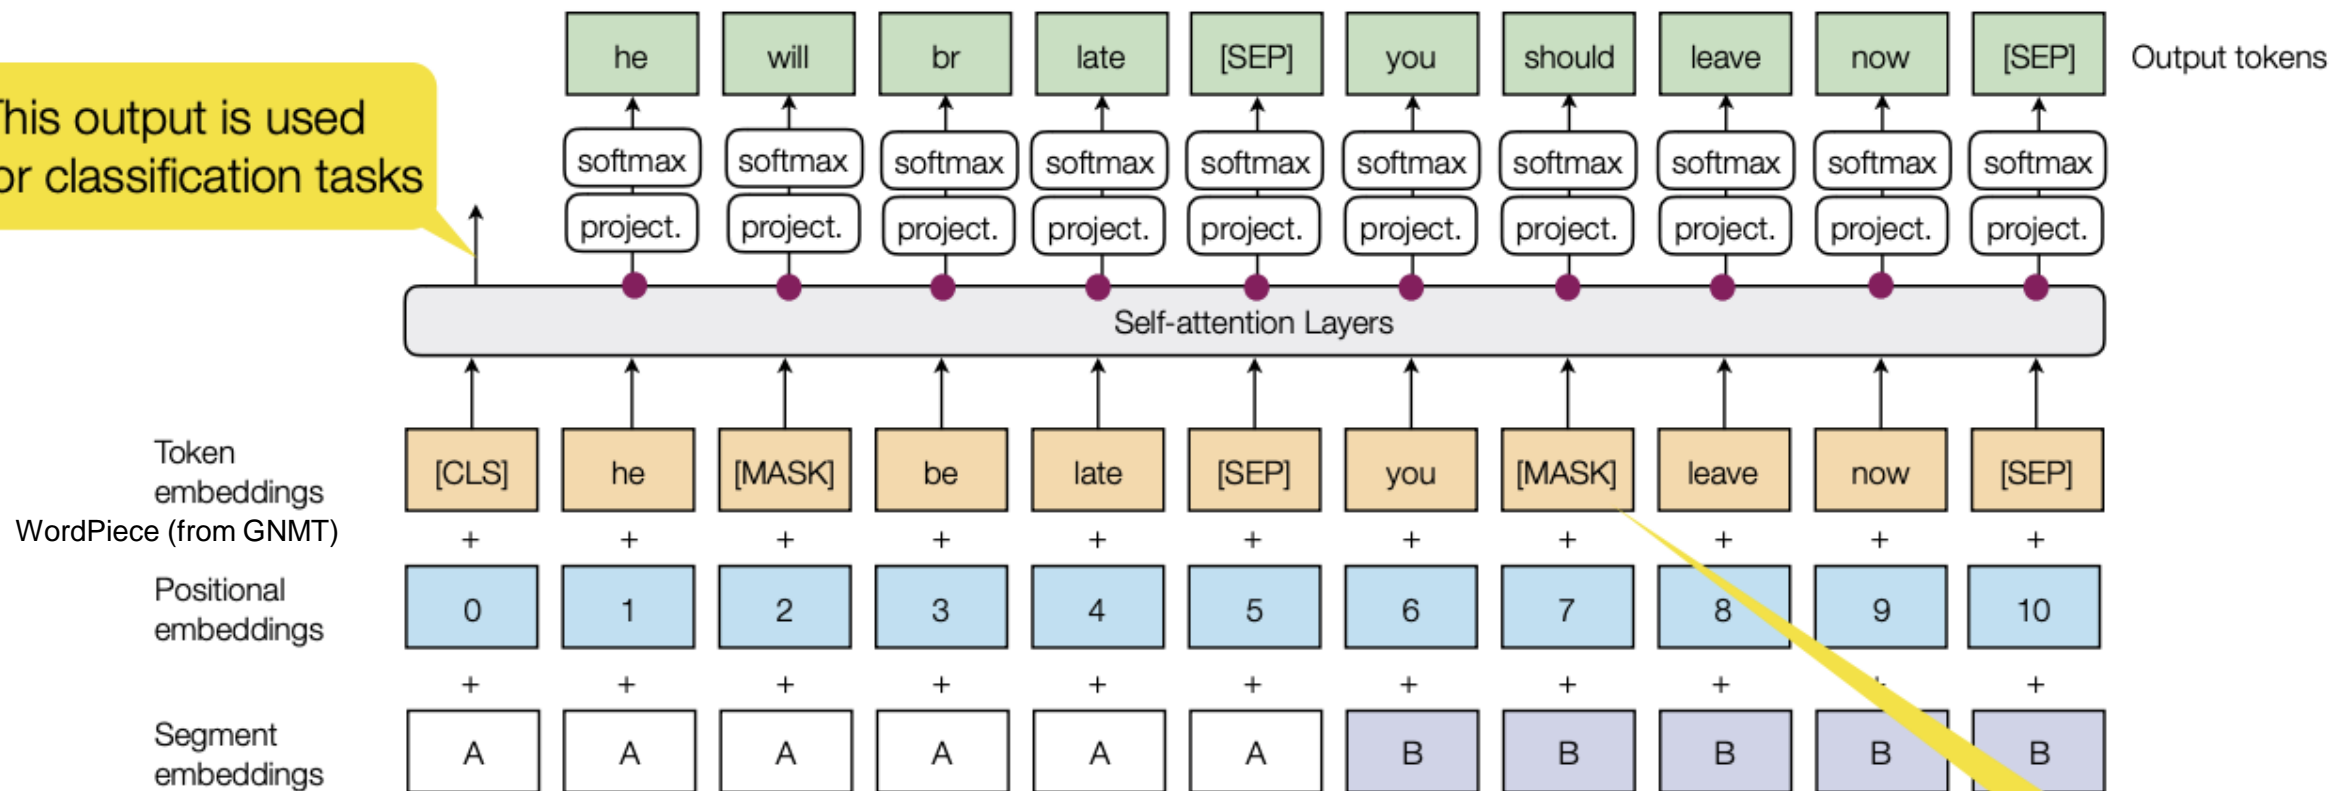 he will br late [SEP] you should leave now [SEP] Output tokens
his output is used
or classification tasks
softmax softmax softmax softmax softmax softmax softmax softmax softmax softmax
project. project. project. project. project. project. project. project. project. project.
Self-attention Layers
Token
embeddings
[CLS] he [MASK] be late [SEP] you [MASK] leave now [SEP]
WordPiece (from GNMT)
+ + + + + + + + + + +
Positional
embeddings
0 1 2 3 4 5 6 7 8 9 10
+ + + + + + + + + + +
Segment
embeddings
A A A A A A B B B B B